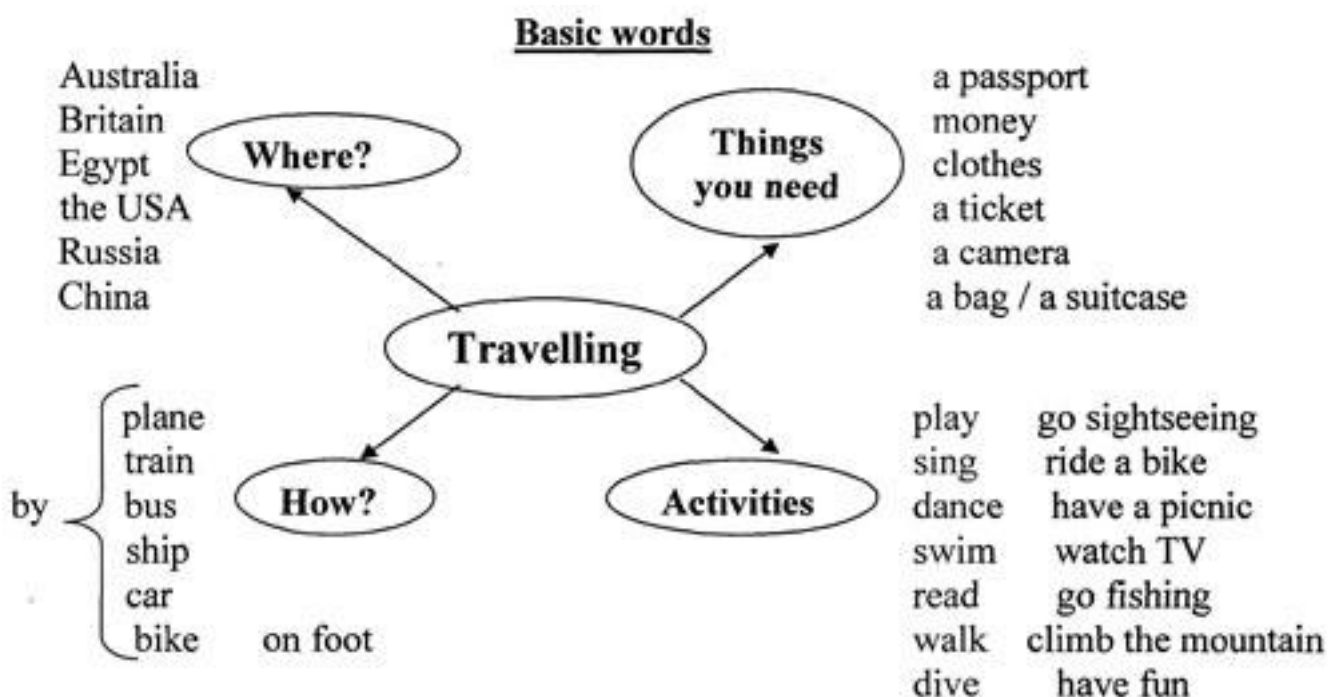 Basic words
Australia
Britain
Egypt
the USA
Russia
China
Where?
Things
you need
a passport
money
clothes
a ticket
a camera
a bag / a suitcase
Travelling
by
plane
train
bus
ship
car
bike on foot
How?
Activities
play go sightseeing
sing ride a bike
dance have a picnic
swim watch TV
read go fishing
walk climb the mountain
dive have fun